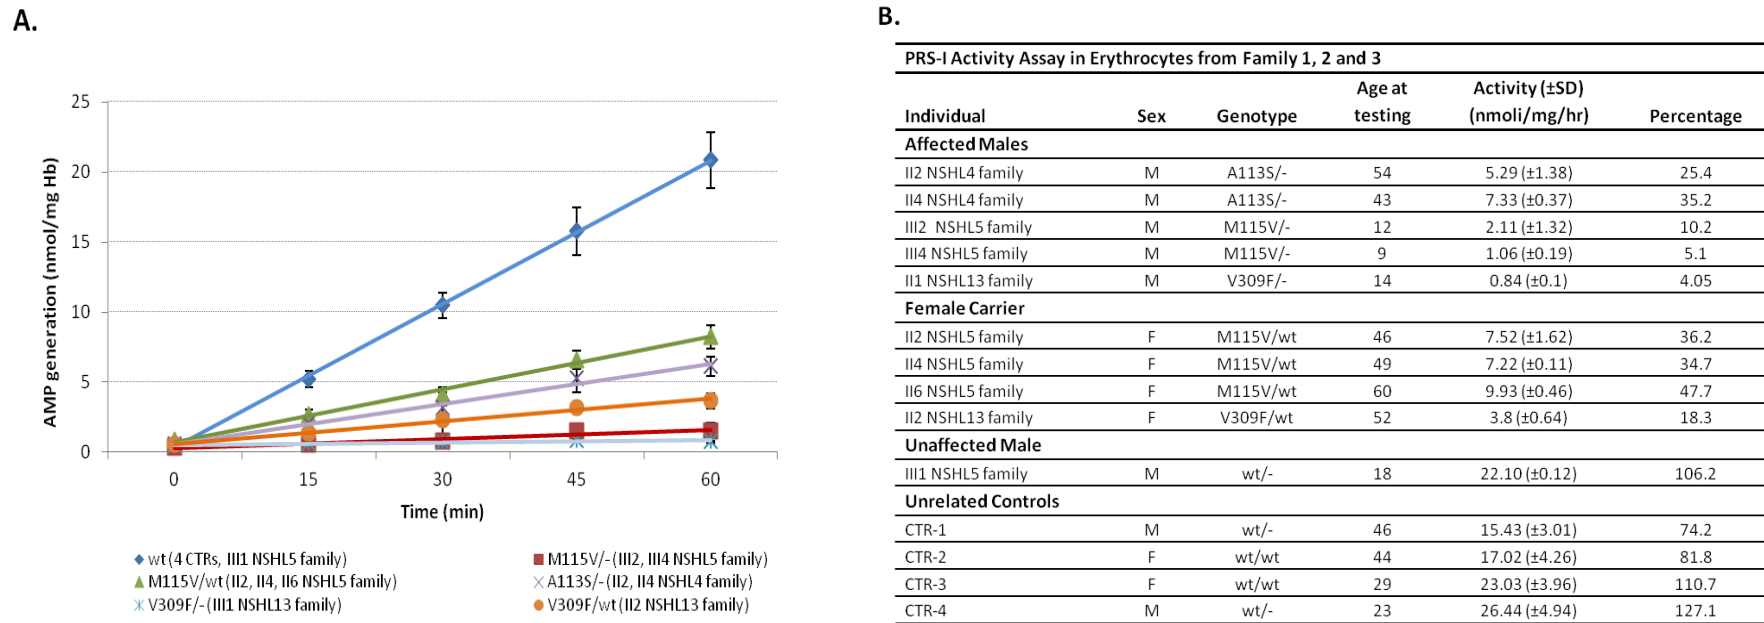 A.
AMP generation (nmol/mg Hb)
25
20
15
10
5
0
0 15 30 45 60
Time (min)
wt (4 CTRs, III1 NSHL5 family)
M115V/- (III2, III4 NSHL5 family)
M115V/wt (II2, II4, II6 NSHL5 family)
A113S/- (II2, II4 NSHL4 family)
V309F/- (III1 NSHL13 family)
V309F/wt (II2 NSHL13 family)
B.
PRS-I Activity Assay in Erythrocytes from Family 1, 2 and 3
Individual Sex Genotype Age at testing Activity (±SD) (nmoli/mg/hr) Percentage
Affected Males
II2 NSHL4 family M A113S/- 54 5.29 (±1.38) 25.4
II4 NSHL4 family M A113S/- 43 7.33 (±0.37) 35.2
III2 NSHL5 family M M115V/- 12 2.11 (±1.32) 10.2
III4 NSHL5 family M M115V/- 9 1.06 (±0.19) 5.1
II1 NSHL13 family M V309F/- 14 0.84 (±0.1) 4.05
Female Carrier
II2 NSHL5 family F M115V/wt 46 7.52 (±1.62) 36.2
II4 NSHL5 family F M115V/wt 49 7.22 (±0.11) 34.7
II6 NSHL5 family F M115V/wt 60 9.93 (±0.46) 47.7
II2 NSHL13 family F V309F/wt 52 3.8 (±0.64) 18.3
Unaffected Male
III1 NSHL5 family M wt/- 18 22.10 (±0.12) 106.2
Unrelated Controls
CTR-1 M wt/- 46 15.43 (±3.01) 74.2
CTR-2 F wt/wt 44 17.02 (±4.26) 81.8
CTR-3 F wt/wt 29 23.03 (±3.96) 110.7
CTR-4 M wt/- 23 26.44 (±4.94) 127.1